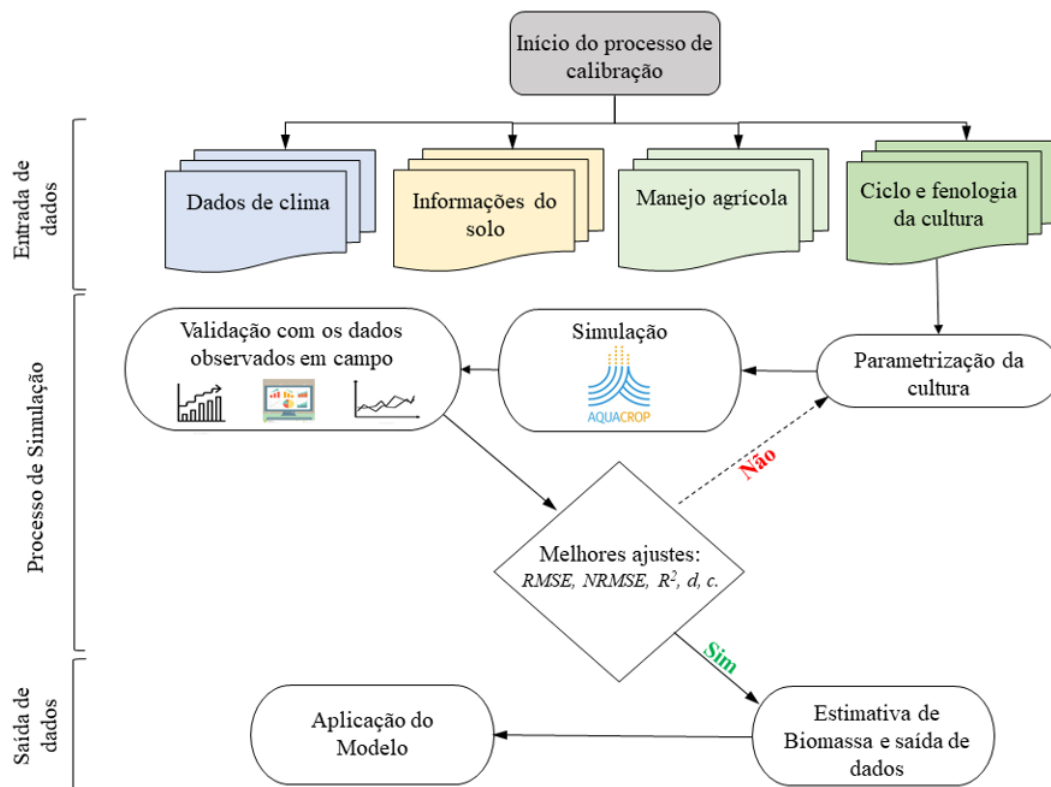 Início do processo de
calibração
Entrada de
dados
Dados de clima
Informações do
solo
Manejo agrícola
Ciclo e fenologia
da cultura
Processo de Simulação
Validação com os dados
observados em campo
Simulação
AQUACROP
Parametrização da
cultura
Não
Melhores ajustes:
RMSE, NRMSE, R², d, c.
Sim
Saída de
dados
Aplicação do
Modelo
Estimativa de
Biomassa e saída de
dados